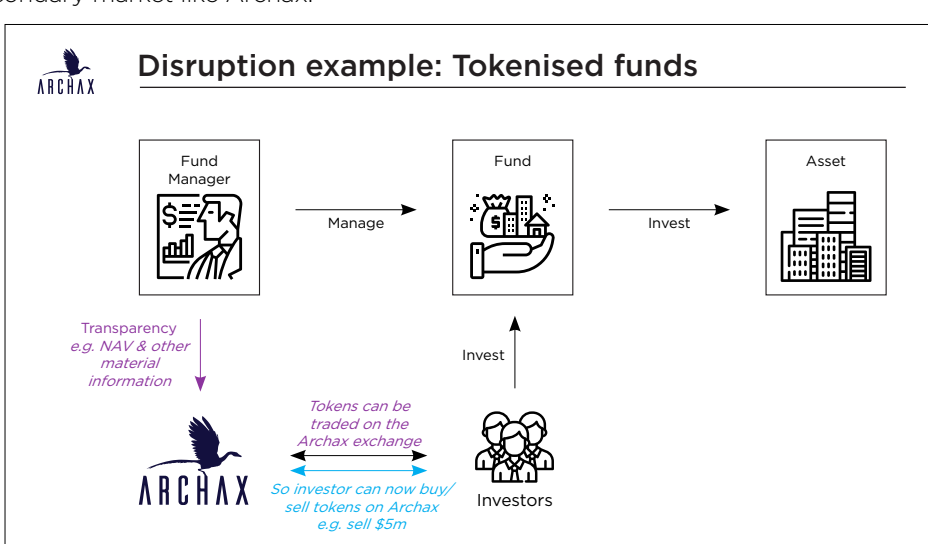 ondary market like Archax.
ARCHAX
Disruption example: Tokenised funds
Fund
Manager
$
Manage
Fund
$
Invest
Asset
Transparency
e.g. NAV & other
material
information
Invest
Tokens can be
traded on the
Archax exchange
ARCHAX
So investor can now buy/
sell tokens on Archax
e.g. sell $5m
Investors